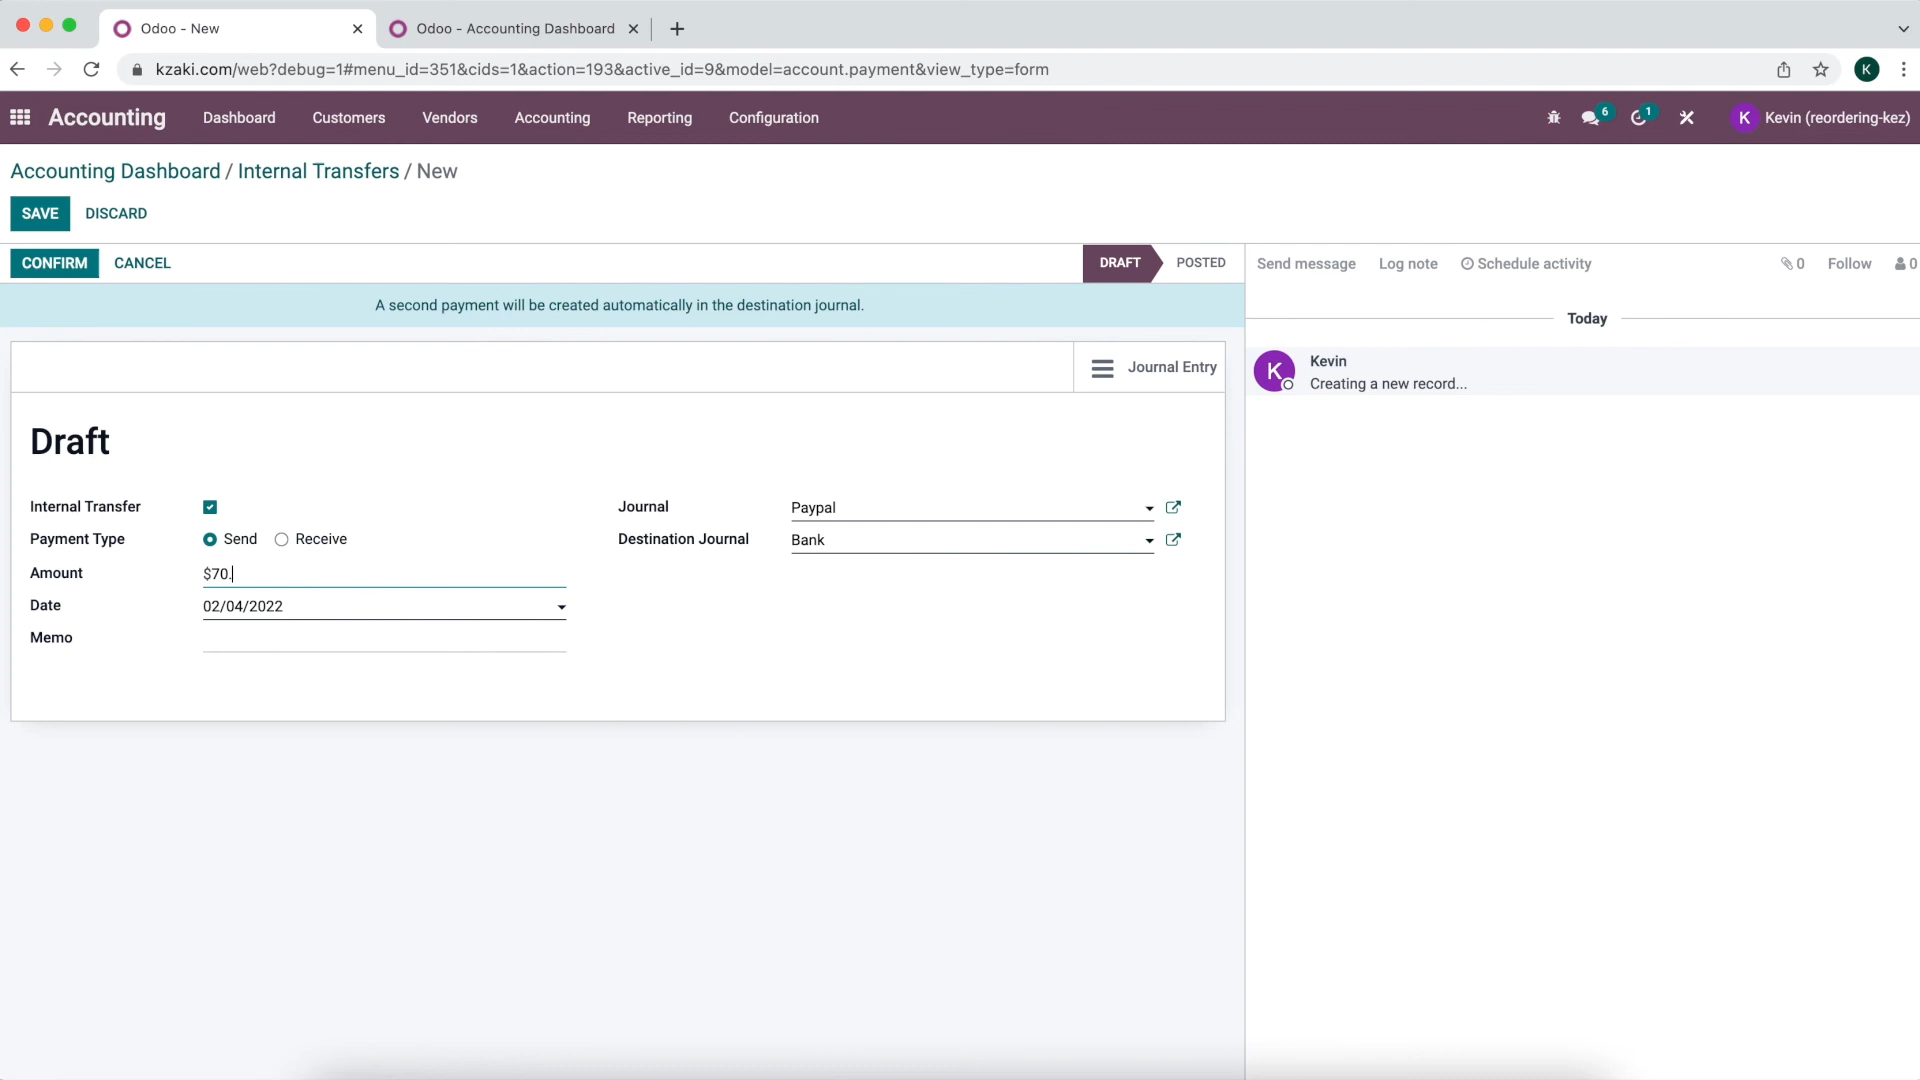 Odoo - New
Odoo - Accounting Dashboard
kzaki.com/web?debug=1#menu_id=351&cids=1&action=193&active_id=9&model=account.payment&view_type=form
K
Accounting Dashboard Customers Vendors Accounting Reporting Configuration 6 1 K Kevin (reordering-kez)
Accounting Dashboard / Internal Transfers / New
SAVE DISCARD
CONFIRM CANCEL DRAFT POSTED
Send message Log note Schedule activity 0 Follow 0
A second payment will be created automatically in the destination journal.
Today
Journal Entry
K
Kevin
Creating a new record...
Draft
Internal Transfer
Payment Type Send Receive
Amount $70.
Date 02/04/2022
Memo
Journal Paypal
Destination Journal Bank